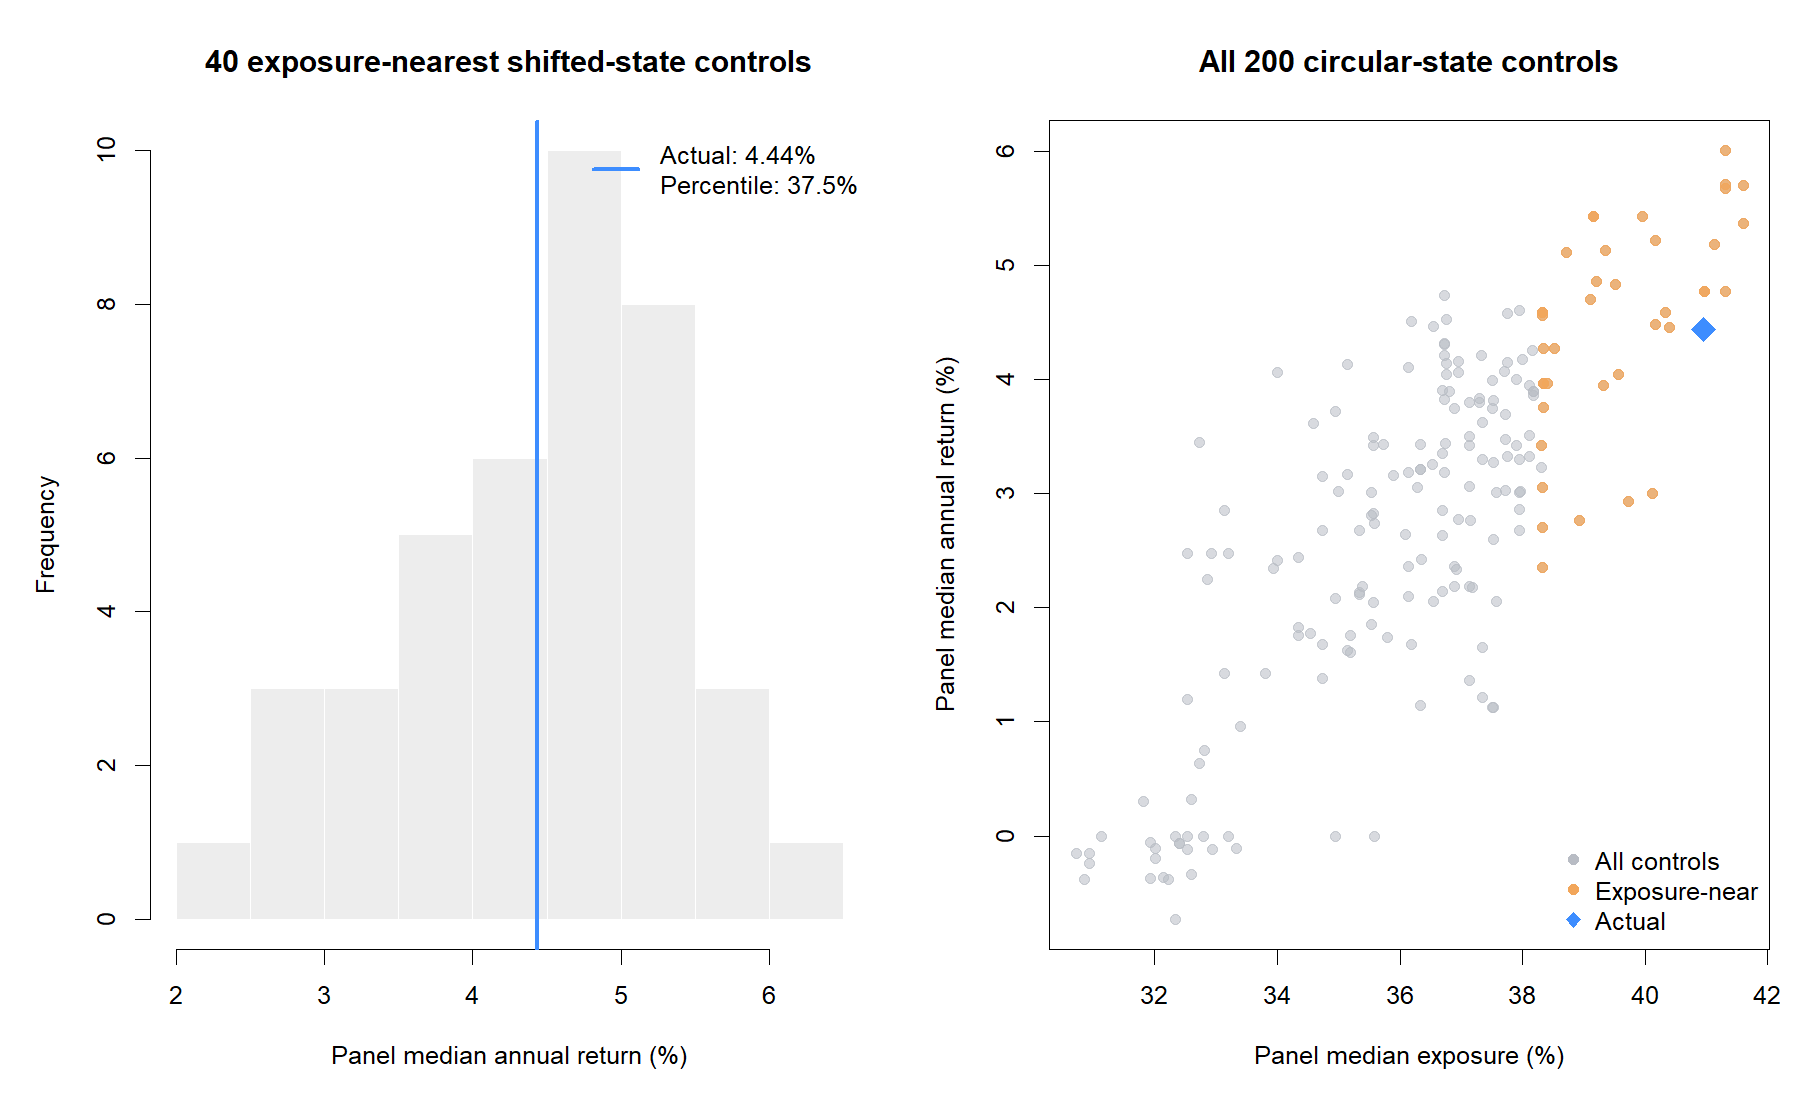 40 exposure-nearest shifted-state controls
Frequency
0
2
4
6
8
10
Actual: 4.44%
Percentile: 37.5%
2
3
4
5
6
Panel median annual return (%)
All 200 circular-state controls
Panel median annual return (%)
0
1
2
3
4
5
6
All controls
Exposure-near
Actual
32
34
36
38
40
42
Panel median exposure (%)